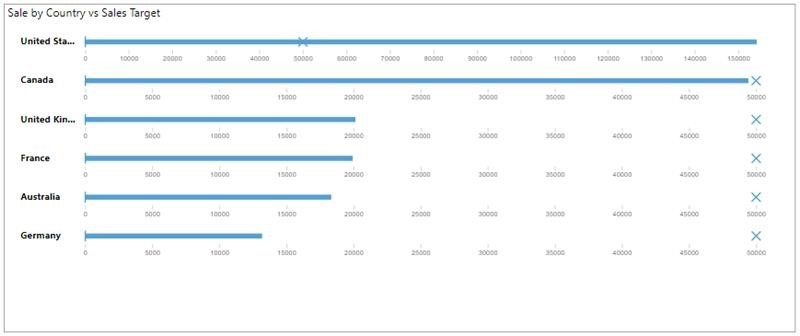 Sale by Country vs Sales Target
United Sta...
0 10000 20000 30000 40000 50000 60000 70000 80000 90000 100000 110000 120000 130000 140000 150000
Canada
0 5000 10000 15000 20000 25000 30000 35000 40000 45000 50000
United Kin...
0 5000 10000 15000 20000 25000 30000 35000 40000 45000 50000
France
0 5000 10000 15000 20000 25000 30000 35000 40000 45000 50000
Australia
0 5000 10000 15000 20000 25000 30000 35000 40000 45000 50000
Germany
0 5000 10000 15000 20000 25000 30000 35000 40000 45000 50000